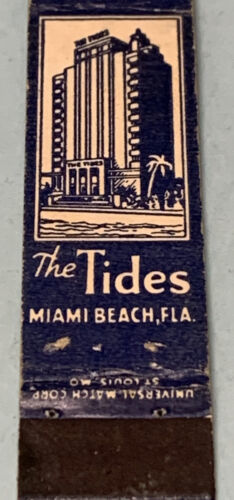 THE TIDES
THE TIDES
The Tides
MIAMI BEACH, FLA.
UNIVERSAL MATCH CORP
ST LOUIS MO